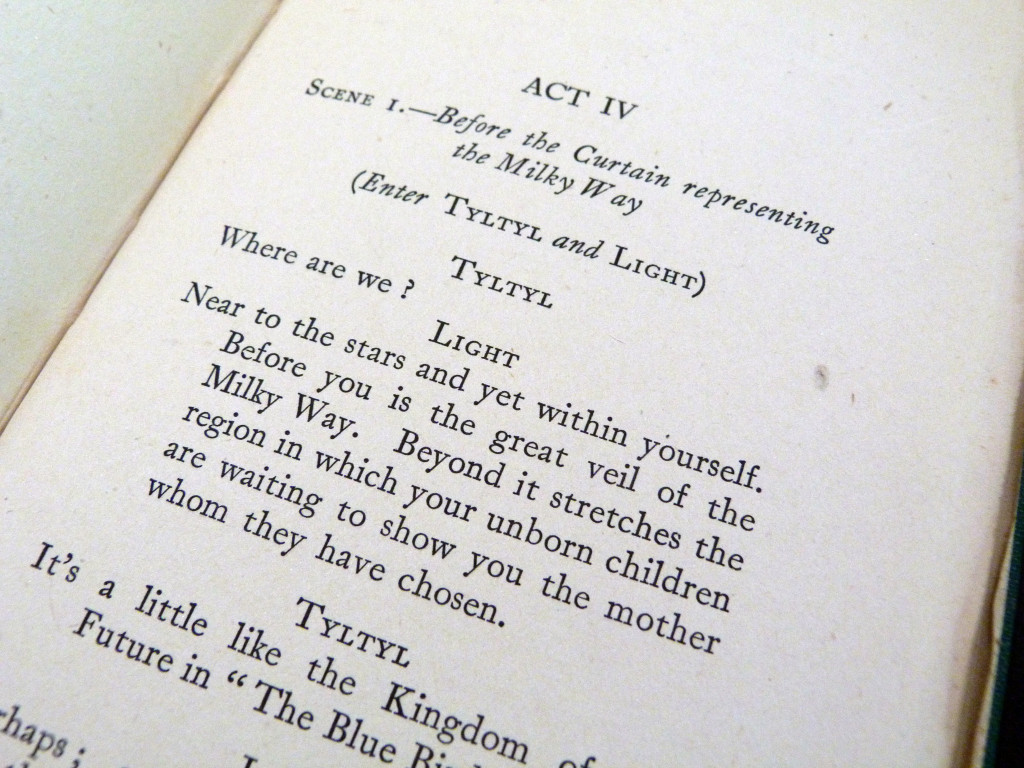 ACT IV
SCENE I.—Before the Curtain representing
the Milky Way
(Enter TYLTYL and LIGHT)
TYLTYL
Where are we ?
LIGHT
Near to the stars and yet within yourself.
Before you is the great veil of the
Milky Way. Beyond it stretches the
region in which your unborn children
are waiting to show you the mother
whom they have chosen.
TYLTYL
It's a little like the Kingdom of
Future in “The Blue